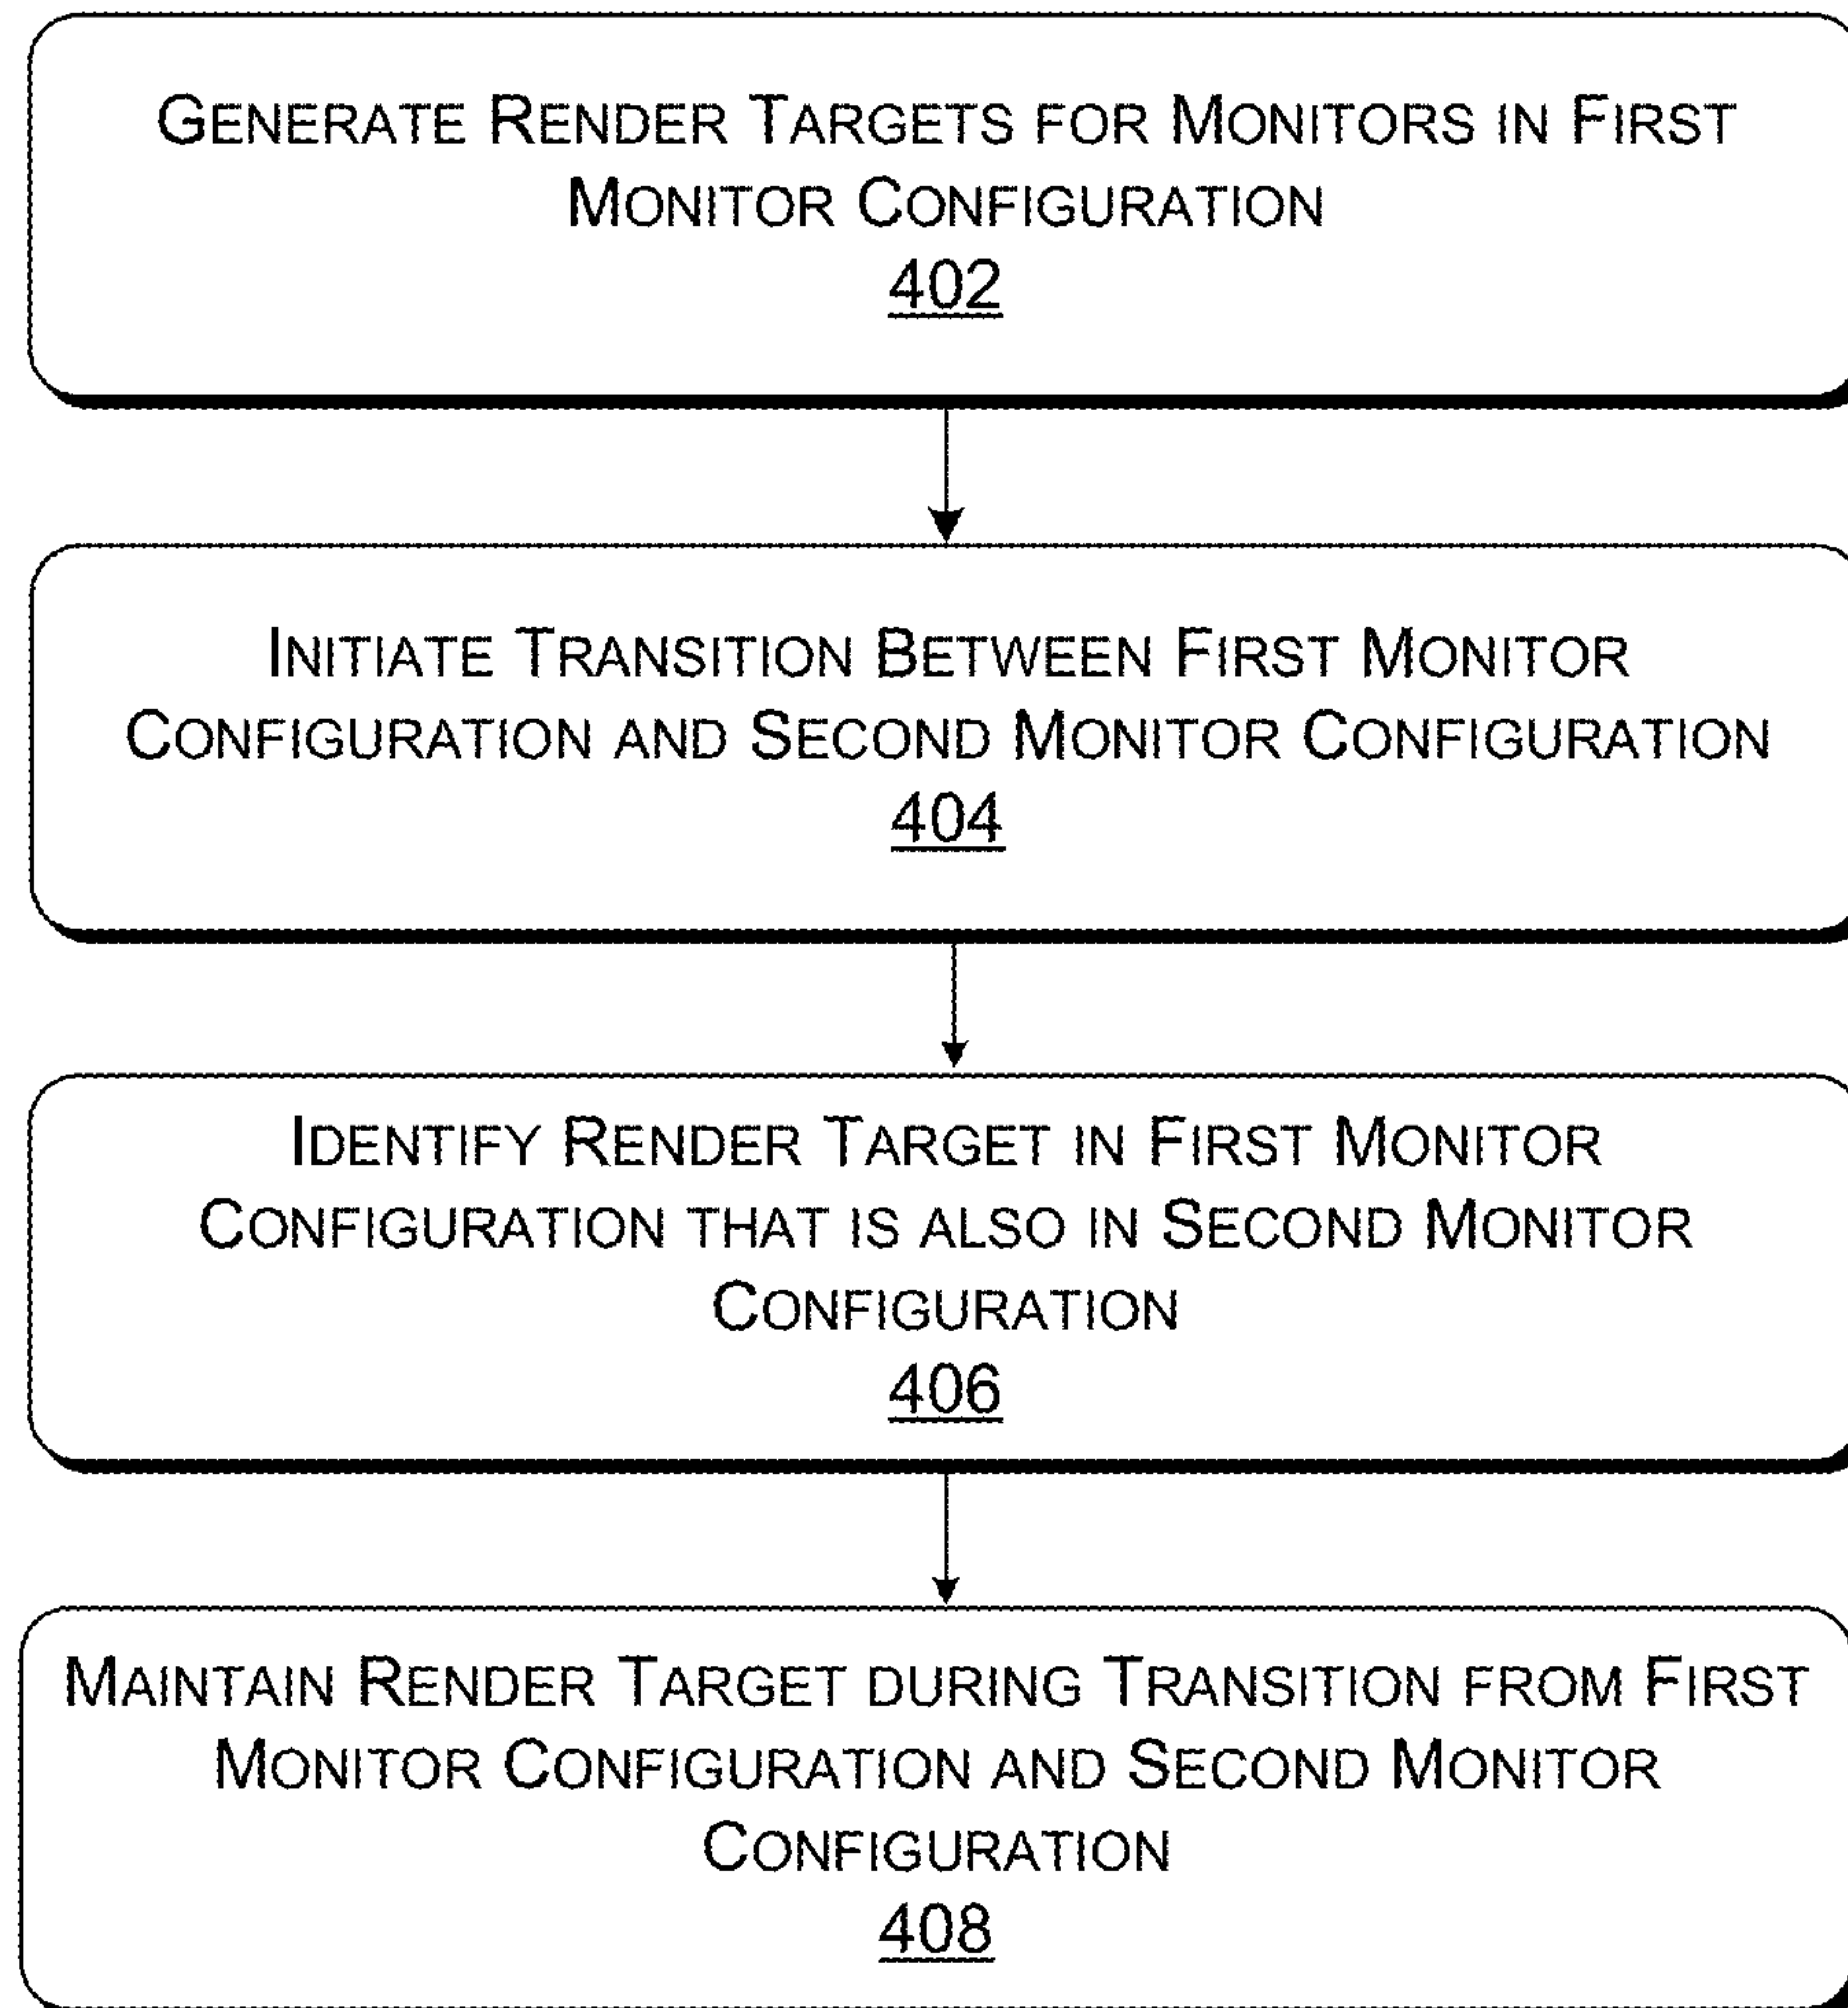 GENERATE RENDER TARGETS FOR MONITORS IN FIRST
MONITOR CONFIGURATION
402
INITIATE TRANSITION BETWEEN FIRST MONITOR
CONFIGURATION AND SECOND MONITOR CONFIGURATION
404
IDENTIFY RENDER TARGET IN FIRST MONITOR
CONFIGURATION THAT IS ALSO IN SECOND MONITOR
CONFIGURATION
406
MAINTAIN RENDER TARGET DURING TRANSITION FROM FIRST
MONITOR CONFIGURATION AND SECOND MONITOR
CONFIGURATION
408